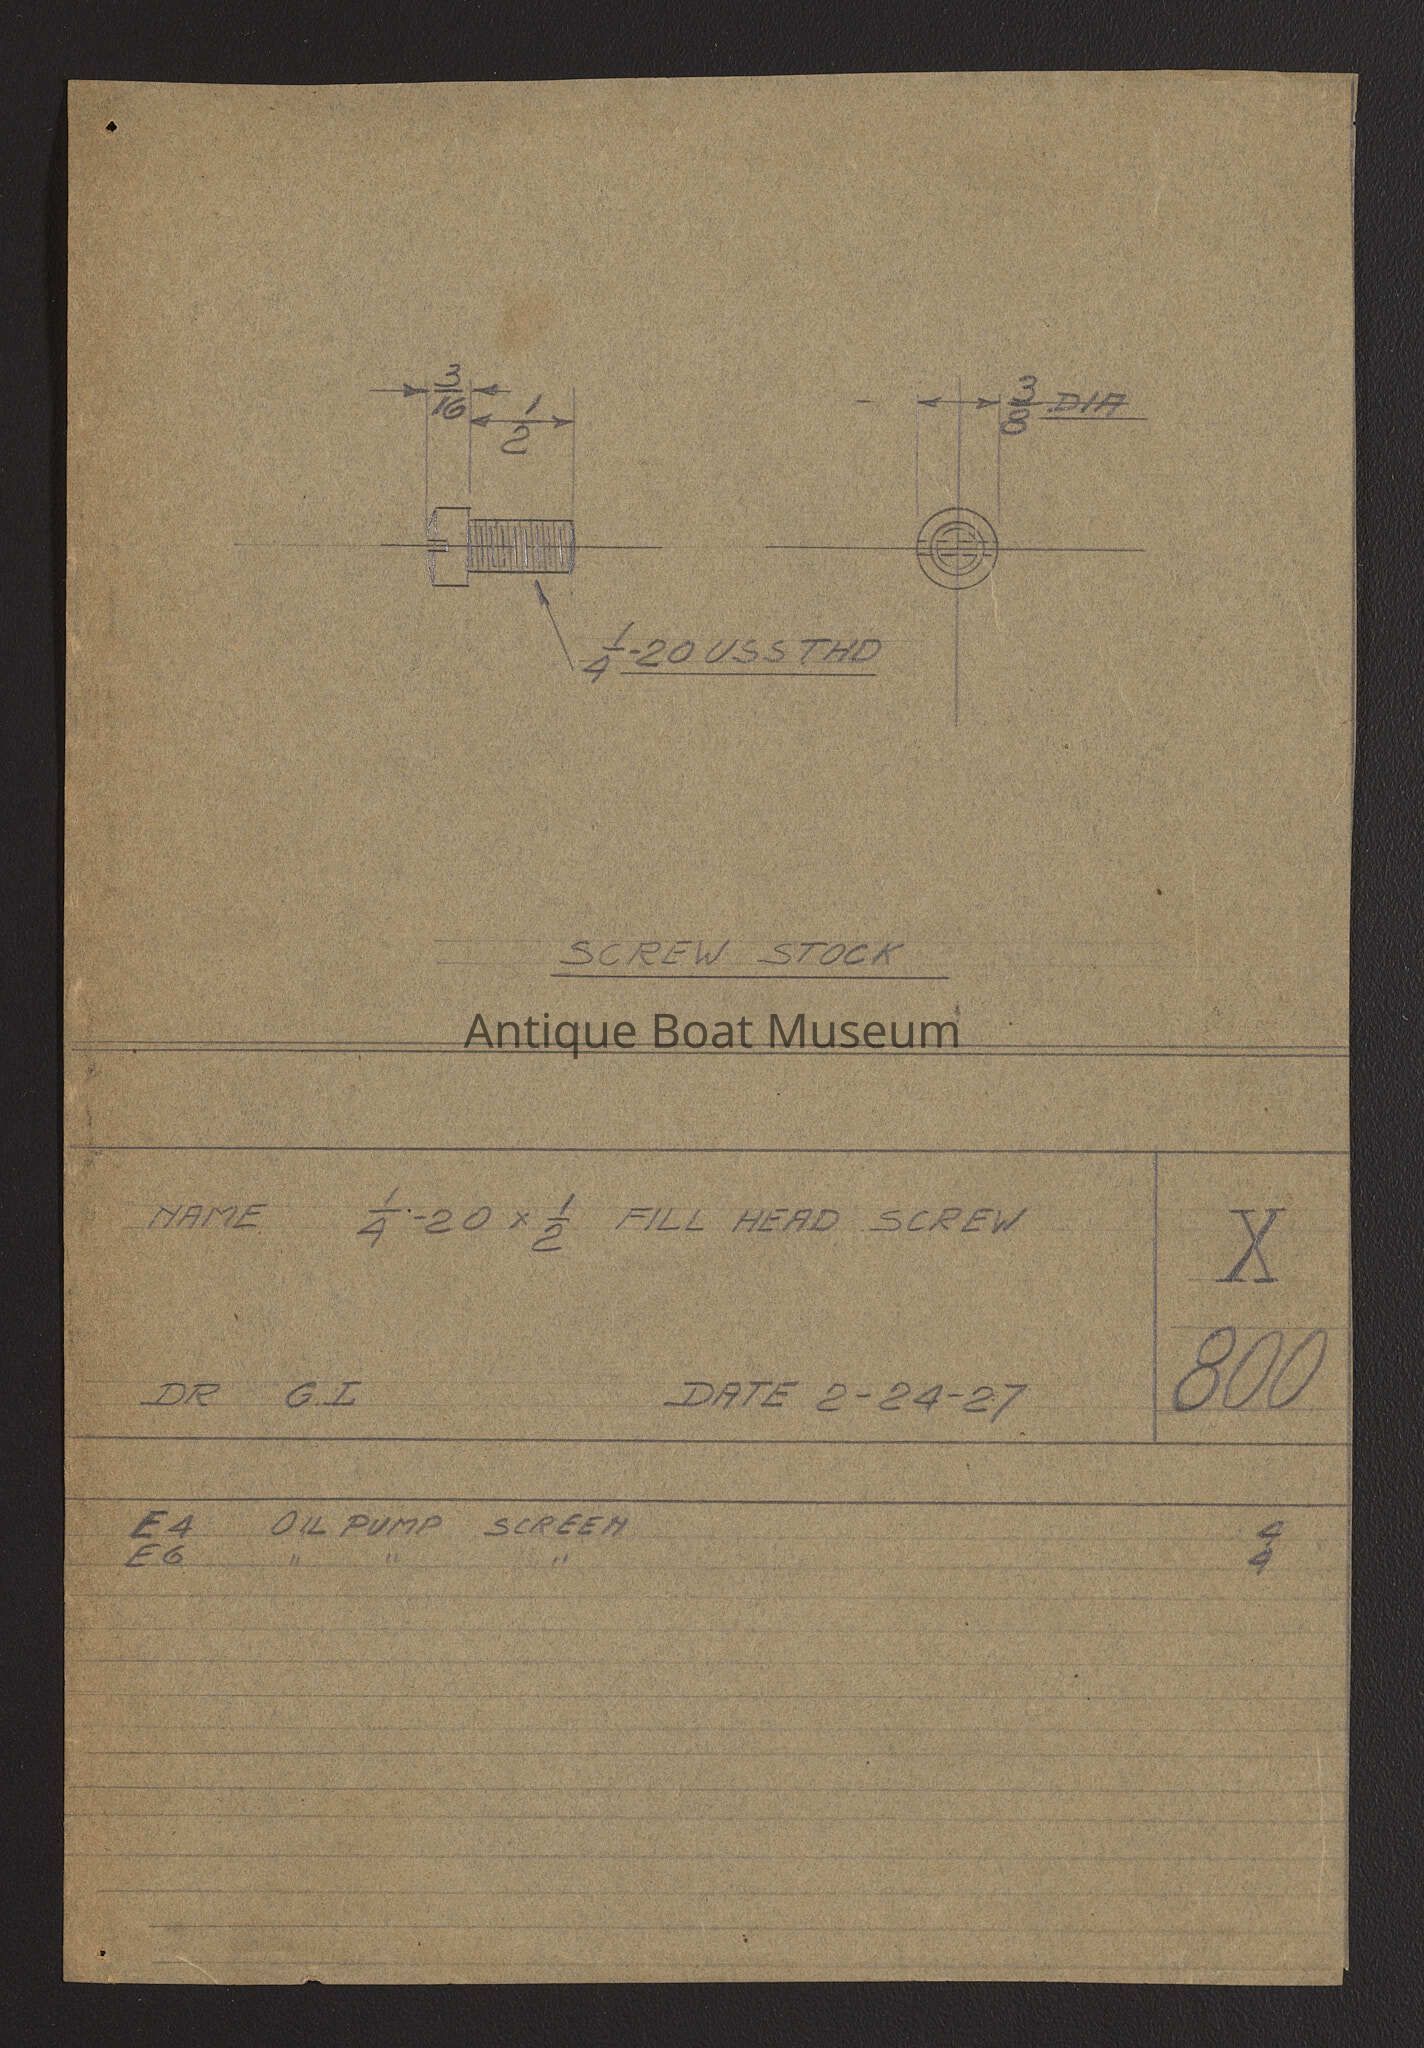 3/16
1/2
3/8 DIA
1/4-20 USS THD
SCREW STOCK
Antique Boat Museum
NAME 1/4-20 x 1/2 FILL HEAD SCREW
X
800
DR G.L DATE 2-24-27
E4 OIL PUMP SCREEN 4
E6 " " " 4